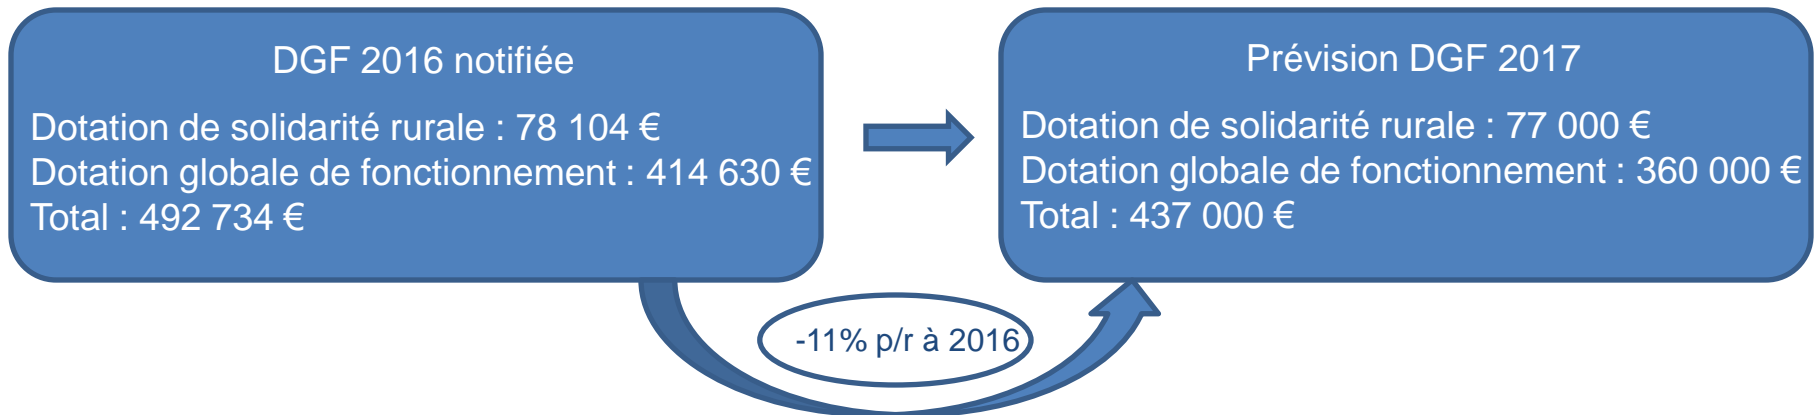 DGF 2016 notifiée
Dotation de solidarité rurale : 78 104 €
Dotation globale de fonctionnement : 414 630 €
Total : 492 734 €
Prévision DGF 2017
Dotation de solidarité rurale : 77 000 €
Dotation globale de fonctionnement : 360 000 €
Total : 437 000 €
-11% p/r à 2016